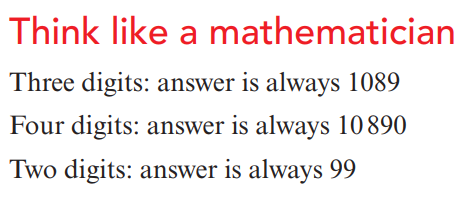 Think like a mathematician
Three digits: answer is always 1089
Four digits: answer is always 10 890
Two digits: answer is always 99